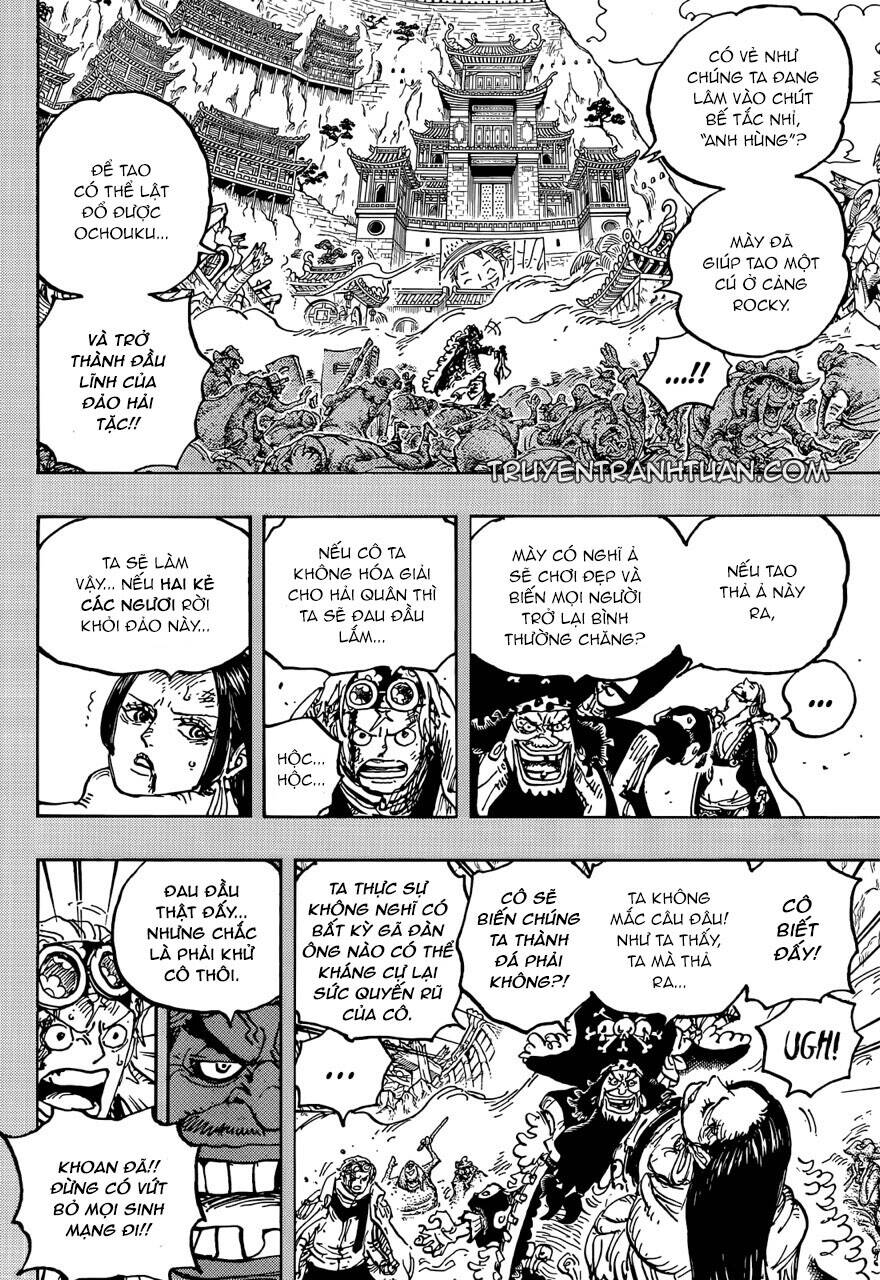 CÓ VẺ NHƯ
CHÚNG TA ĐANG
LÂM VÀO CHÚT
BẾ TẮC NHỈ,
“ANH HÙNG”?
MÀY ĐÃ
GIÚP TAO MỘT
CÚ Ở CẢNG
ROCKY.
...!!
ĐỂ TAO
CÓ THỂ LẬT
ĐỔ ĐƯỢC
OCHOUKU...
VÀ TRỞ
THÀNH ĐẦU
LĨNH CỦA
ĐẢO HẢI
TẶC!!
TRUYENTRANHTUAN.COM
NẾU TAO
THẢ Ả NÀY
RA,
MÀY CÓ NGHĨ Ả
SẼ CHƠI ĐẸP VÀ
BIẾN MỌI NGƯỜI
TRỞ LẠI BÌNH
THƯỜNG CHĂNG?
...
NẾU CÔ TA
KHÔNG HÓA GIẢI
CHO HẢI QUÂN THÌ
TA SẼ ĐAU ĐẦU
LẮM...
HỘC...
HỘC...
TA SẼ LÀM
VẬY... NẾU HAI KẺ
CÁC NGƯƠI RỜI
KHỎI ĐẢO NÀY...
CÔ
BIẾT
ĐẤY!
TA KHÔNG
MẮC CÂU ĐÂU!
NHƯ TA THẤY,
TA MÀ THẢ
RA...
CÔ SẼ
BIẾN CHÚNG
TA THÀNH
ĐÁ PHẢI
KHÔNG?!
UGH!
TA THỰC SỰ
KHÔNG NGHĨ CÓ
BẤT KỲ GÃ ĐÀN
ÔNG NÀO CÓ THỂ
KHÁNG CỰ LẠI
SỨC QUYẾN RŨ
CỦA CÔ.
...
ĐAU ĐẦU
THẬT ĐẤY...
NHƯNG CHẮC
LÀ PHẢI KHỬ
CÔ THÔI.
KHOAN ĐÃ!!
ĐỪNG CÓ VỨT
BỎ MỌI SINH
MẠNG ĐI!!